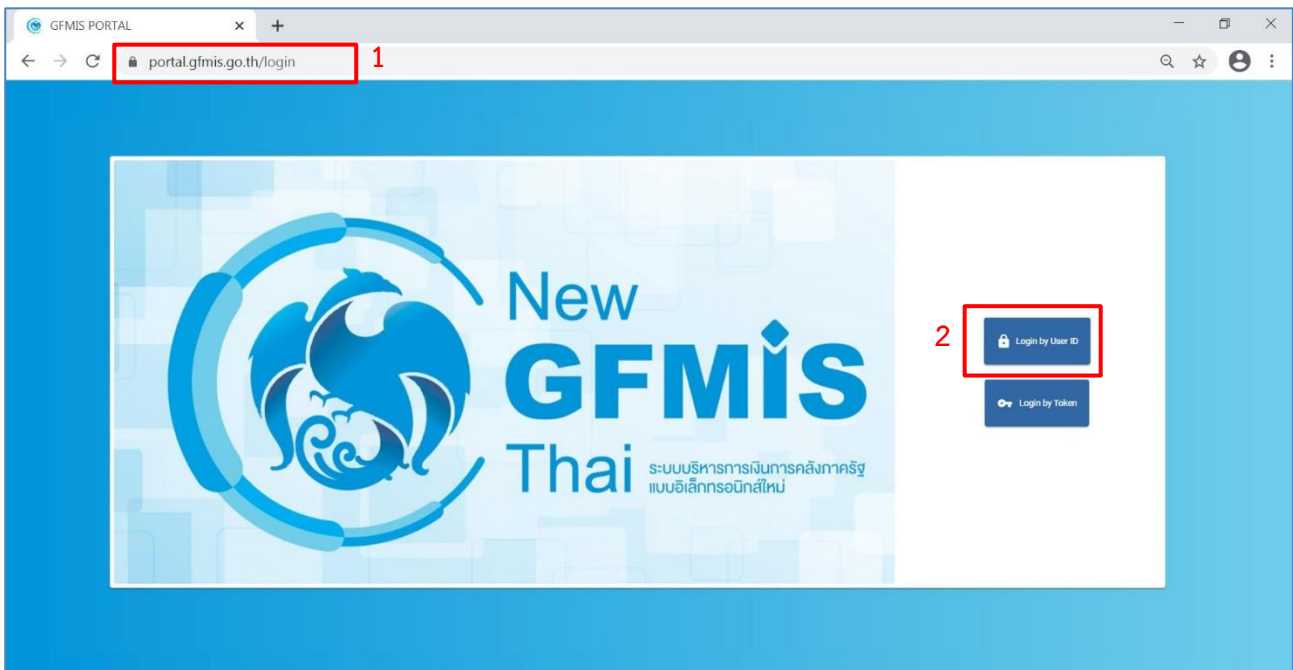 GFMIS PORTAL
portal.gfmis.go.th/login
1
New
GFMIS
Thai
ระบบบริหารการเงินการคลังภาครัฐ
แบบอิเล็กทรอนิกส์ใหม่
2
Login by User ID
Login by Token